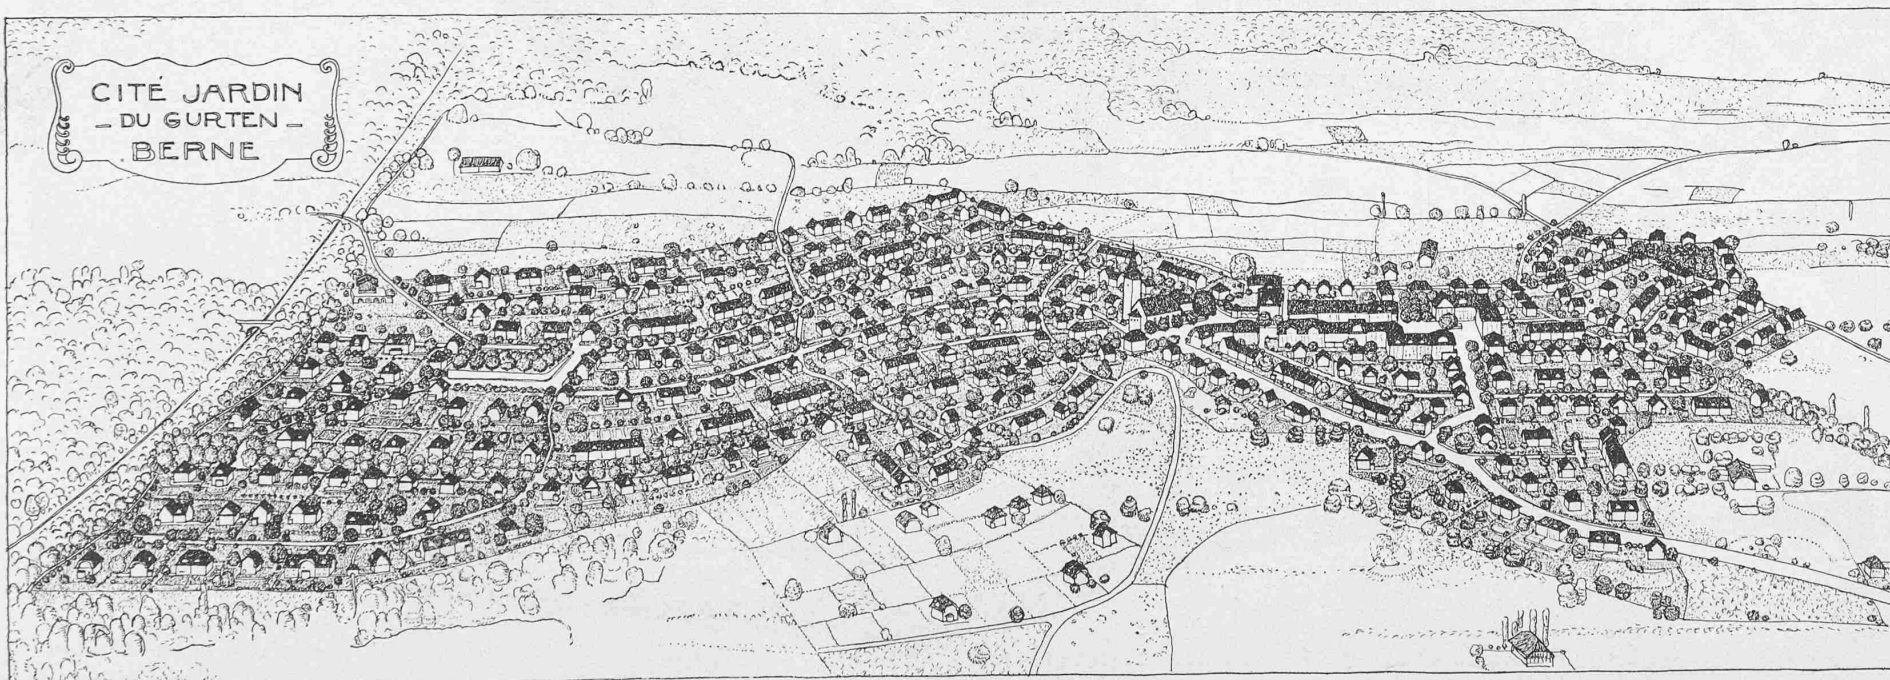 CITÉ JARDIN
- DU GURTEN -
BERNE